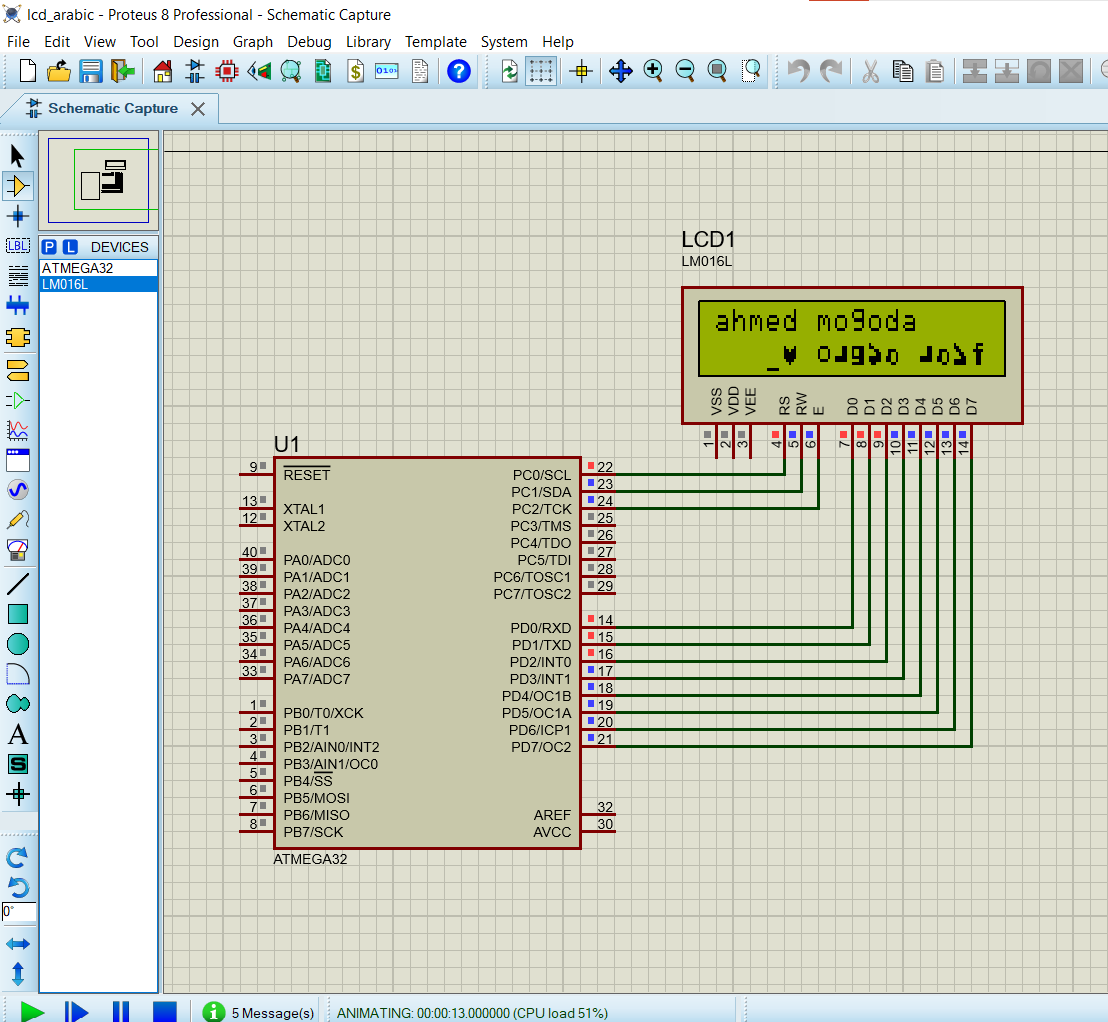 lcd_arabic - Proteus 8 Professional - Schematic Capture
File Edit View Tool Design Graph Debug Library Template System Help
Schematic Capture
P L DEVICES
ATMEGA32
LM016L
LBL
A
S
0°
LCD1
LM016L
ahmed mogoda
أحمد
VSS VDD VEE RS RW E D0 D1 D2 D3 D4 D5 D6 D7
1 2 3 4 5 6 7 8 9 10 11 12 13 14
U1
9 RESET
13 XTAL1
12 XTAL2
40 PA0/ADC0
39 PA1/ADC1
38 PA2/ADC2
37 PA3/ADC3
36 PA4/ADC4
35 PA5/ADC5
34 PA6/ADC6
33 PA7/ADC7
1 PB0/T0/XCK
2 PB1/T1
3 PB2/AIN0/INT2
4 PB3/AIN1/OC0
5 PB4/SS
6 PB5/MOSI
7 PB6/MISO
8 PB7/SCK
PC0/SCL 22
PC1/SDA 23
PC2/TCK 24
PC3/TMS 25
PC4/TDO 26
PC5/TDI 27
PC6/TOSC1 28
PC7/TOSC2 29
PD0/RXD 14
PD1/TXD 15
PD2/INT0 16
PD3/INT1 17
PD4/OC1B 18
PD5/OC1A 19
PD6/ICP1 20
PD7/OC2 21
AREF 32
AVCC 30
ATMEGA32
5 Message(s) ANIMATING: 00:00:13.000000 (CPU load 51%)